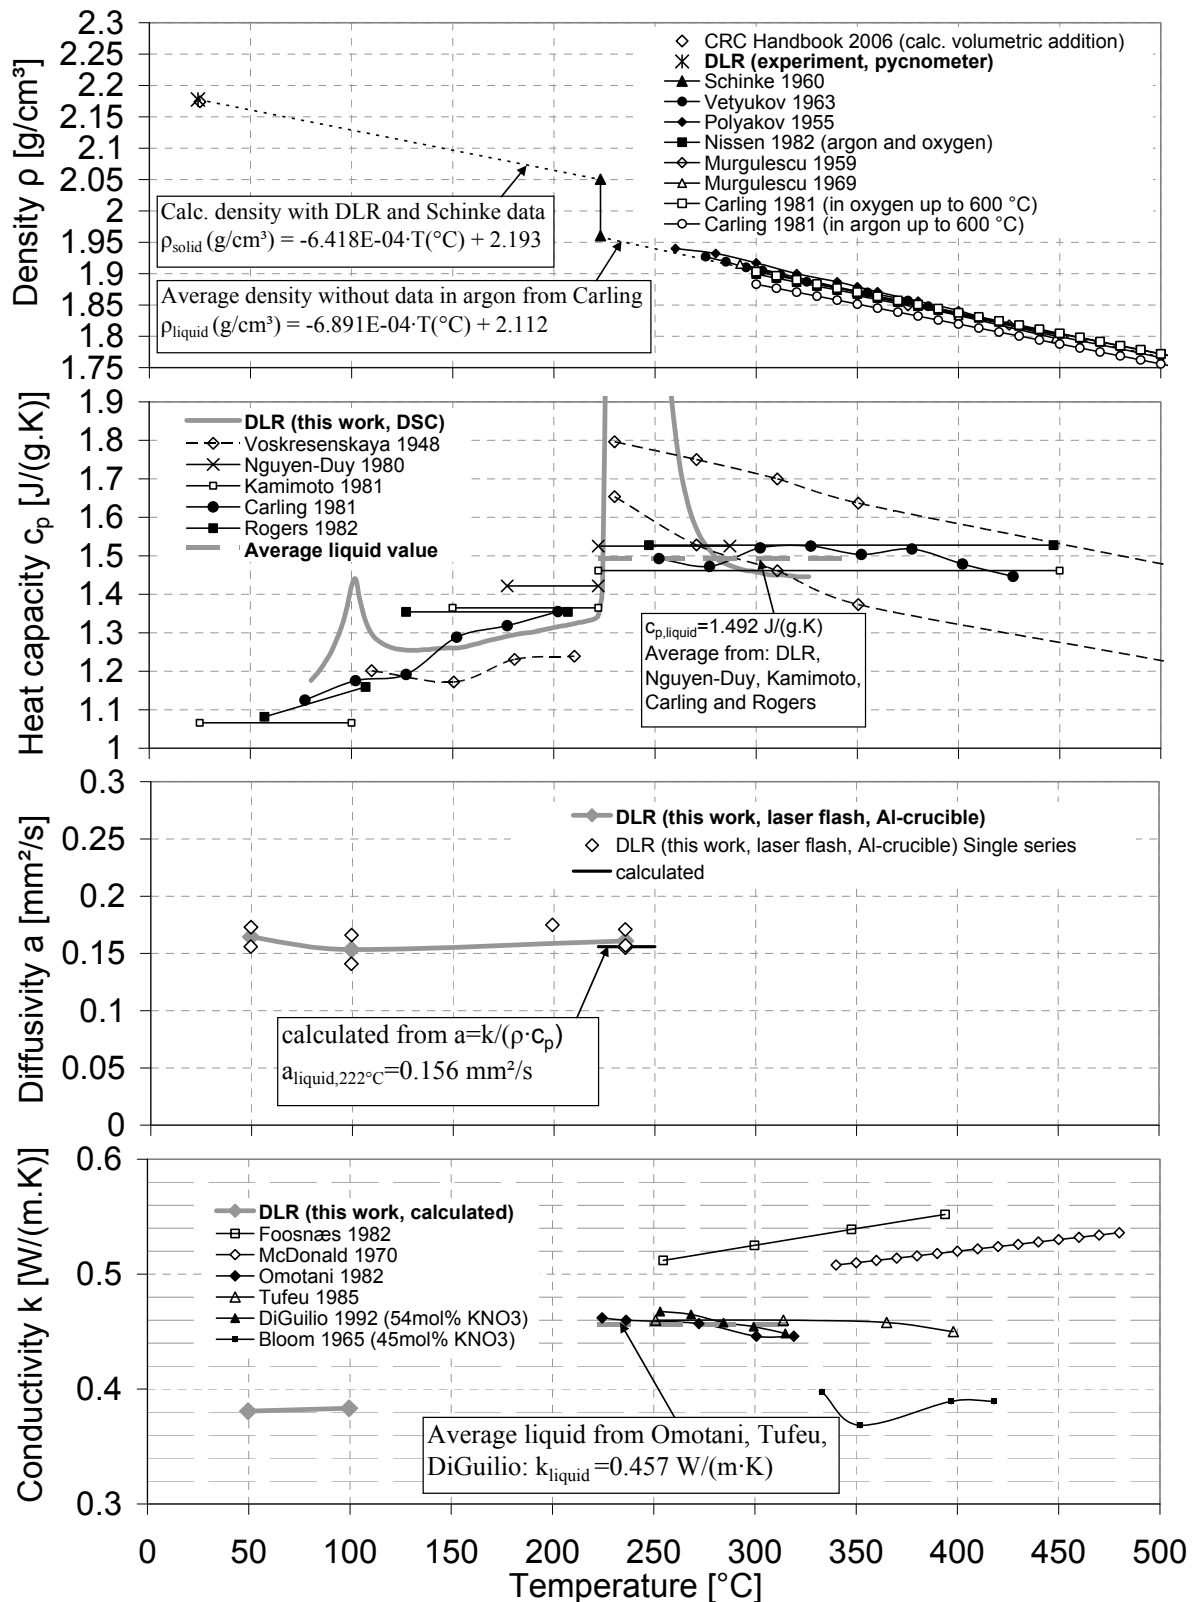 2.3
2.25
2.2
2.15
2.1
2.05
2
1.95
1.9
1.85
1.8
1.75
Density ρ [g/cm³]
CRC Handbook 2006 (calc. volumetric addition)
DLR (experiment, pycnometer)
Schinke 1960
Vetyukov 1963
Polyakov 1955
Nissen 1982 (argon and oxygen)
Murgulescu 1959
Murgulescu 1969
Carling 1981 (in oxygen up to 600 °C)
Carling 1981 (in argon up to 600 °C)
Calc. density with DLR and Schinke data
ρsolid (g/cm³) = -6.418E-04·T(°C) + 2.193
Average density without data in argon from Carling
ρliquid (g/cm³) = -6.891E-04·T(°C) + 2.112
1.9
1.8
1.7
1.6
1.5
1.4
1.3
1.2
1.1
1
Heat capacity cp [J/(g.K)]
DLR (this work, DSC)
Voskresenskaya 1948
Nguyen-Duy 1980
Kamimoto 1981
Carling 1981
Rogers 1982
Average liquid value
cp,liquid=1.492 J/(g.K)
Average from: DLR,
Nguyen-Duy, Kamimoto,
Carling and Rogers
0.3
0.25
0.2
0.15
0.1
0.05
0
Diffusivity a [mm²/s]
DLR (this work, laser flash, Al-crucible)
DLR (this work, laser flash, Al-crucible) Single series
calculated
calculated from a=k/(ρ·cp)
aliquid,222°C=0.156 mm²/s
0.6
0.5
0.4
0.3
Conductivity k [W/(m.K)]
DLR (this work, calculated)
Foosnæs 1982
McDonald 1970
Omotani 1982
Tufeu 1985
DiGuilio 1992 (54mol% KNO3)
Bloom 1965 (45mol% KNO3)
Average liquid from Omotani, Tufeu,
DiGuilio: kliquid =0.457 W/(m·K)
0 50 100 150 200 250 300 350 400 450 500
Temperature [°C]